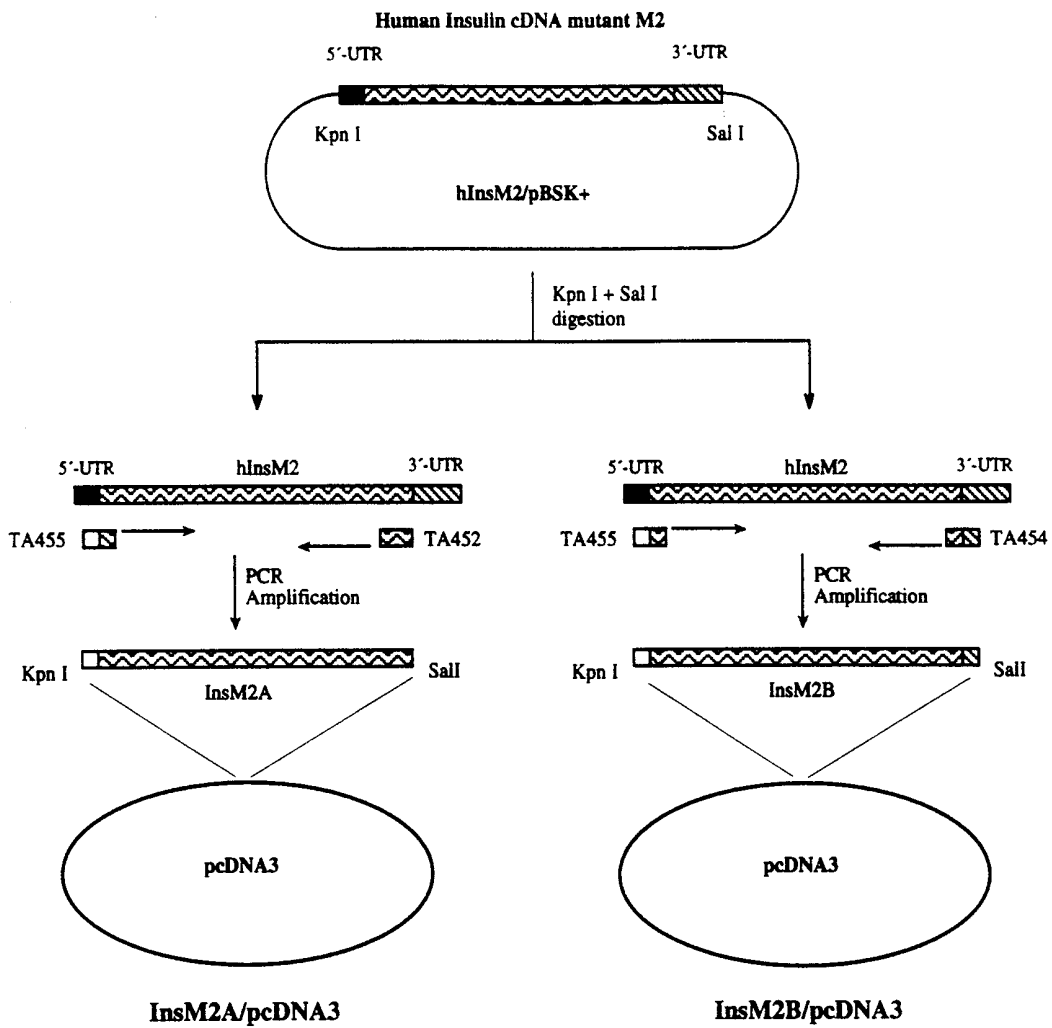 Human Insulin cDNA mutant M2
5´-UTR 3´-UTR
Kpn I Sal I
hInsM2/pBSK+
Kpn I + Sal I
digestion
5´-UTR hInsM2 3´-UTR
TA455 TA452
PCR
Amplification
Kpn I SalI
InsM2A
pcDNA3
InsM2A/pcDNA3
5´-UTR hInsM2 3´-UTR
TA455 TA454
PCR
Amplification
Kpn I SalI
InsM2B
pcDNA3
InsM2B/pcDNA3